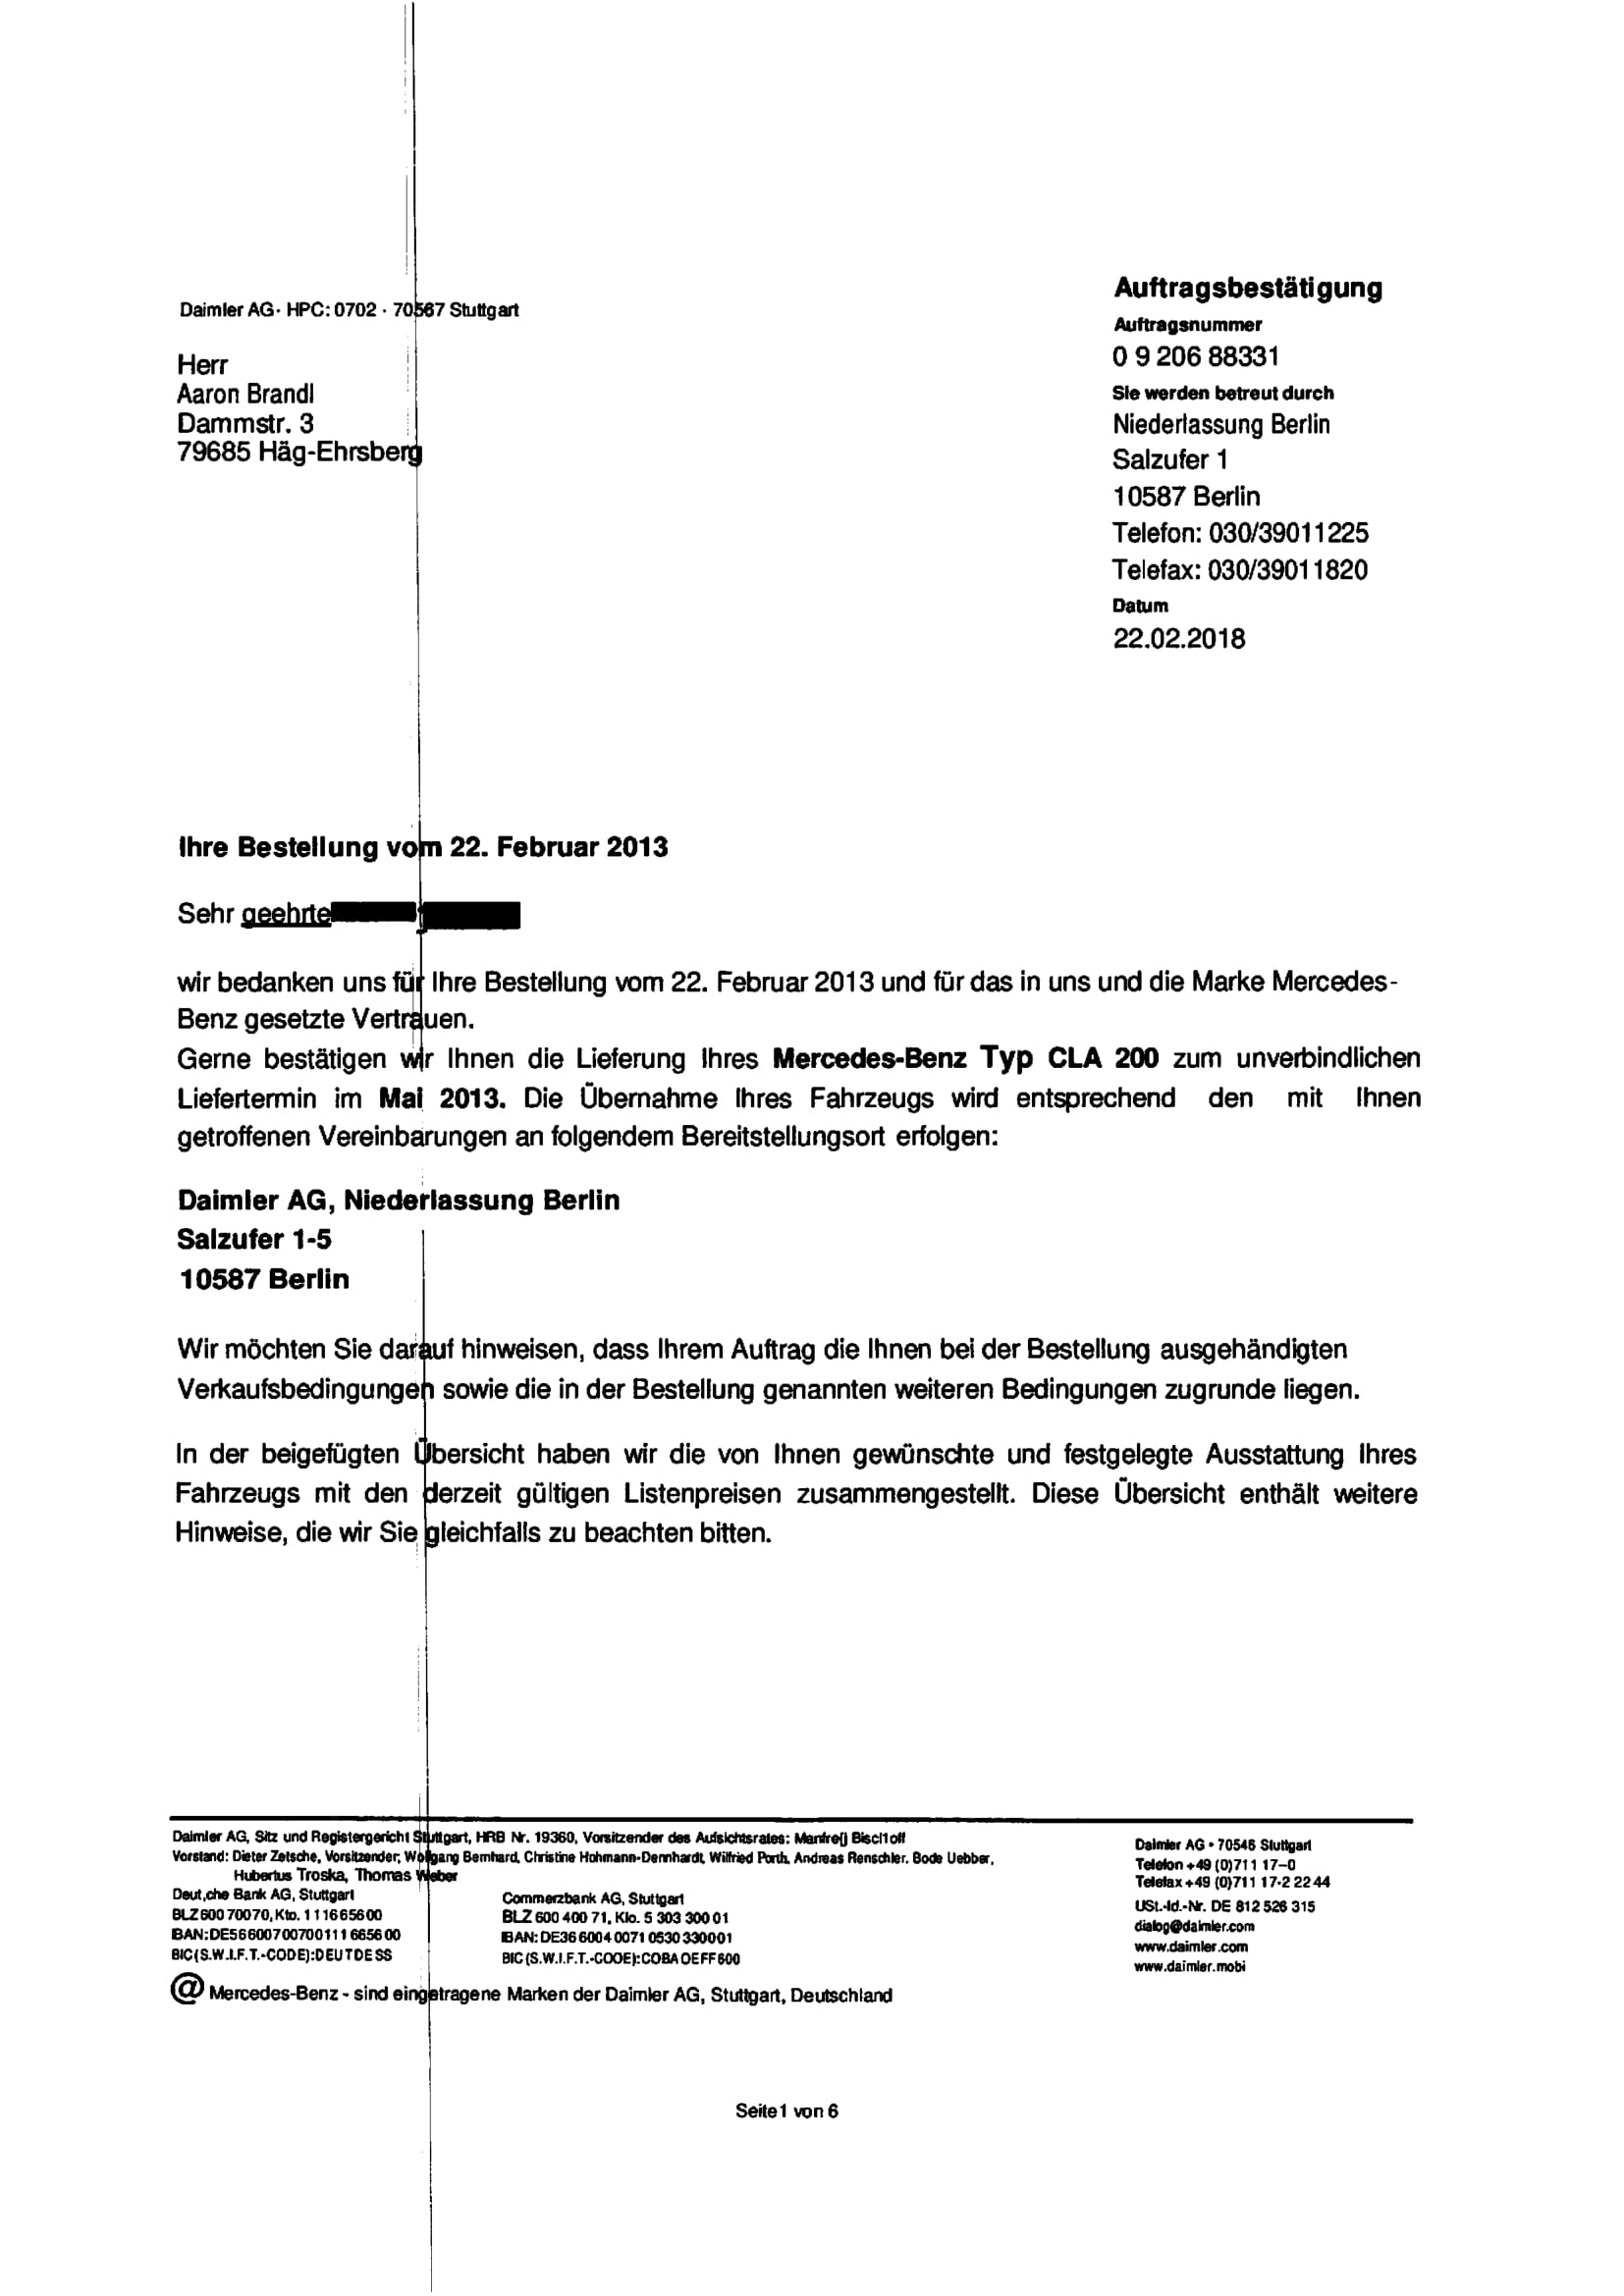 Daimler AG· HPC: 0702 · 70567 Stuttgart
Herr
Aaron Brandl
Dammstr. 3
79685 Häg-Ehrsberg
Auftragsbestätigung
Auftragsnummer
0 9 206 88331
Sie werden betreut durch
Niederlassung Berlin
Salzufer 1
10587 Berlin
Telefon: 030/39011225
Telefax: 030/39011820
Datum
22.02.2018
Ihre Bestellung vom 22. Februar 2013
Sehr geehrte
wir bedanken uns für Ihre Bestellung vom 22. Februar 2013 und für das in uns und die Marke Mercedes-
Benz gesetzte Vertrauen.
Gerne bestätigen wir Ihnen die Lieferung Ihres Mercedes-Benz Typ CLA 200 zum unverbindlichen
Liefertermin im Mai 2013. Die Übernahme Ihres Fahrzeugs wird entsprechend den mit Ihnen
getroffenen Vereinbarungen an folgendem Bereitstellungsort erfolgen:
Daimler AG, Niederlassung Berlin
Salzufer 1-5
10587 Berlin
Wir möchten Sie darauf hinweisen, dass Ihrem Auftrag die Ihnen bei der Bestellung ausgehändigten
Verkaufsbedingungen sowie die in der Bestellung genannten weiteren Bedingungen zugrunde liegen.
In der beigefügten Übersicht haben wir die von Ihnen gewünschte und festgelegte Ausstattung Ihres
Fahrzeugs mit den derzeit gültigen Listenpreisen zusammengestellt. Diese Übersicht enthält weitere
Hinweise, die wir Sie gleichfalls zu beachten bitten.
Daimler AG, Sitz und Registergericht Stuttgart, HRB Nr. 19360, Vorsitzender des Aufsichtsrates: Manfre(j Biscl1off
Vorstand: Dieter Zetsche, Vorsitzender; Wolfgang Bernhard, Christine Hohmann-Dennhardt, Wilfried Porth, Andreas Renschler. Bodo Uebber,
Hubertus Troska, Thomas Weber
Deut,che Bank AG, Stuttgart
BLZ 600 700 70, Kto. 1 1 1 6 656 00
IBAN: DE56 6007 0070 0111 6656 00
BIC (S.W.I.F.T.-CODE): DEUTDESS
Commerzbank AG, Stuttgart
BLZ 600 400 71, Klo. 5 303 300 01
IBAN: DE36 6004 0071 0530 3300 01
BIC (S.W.I.F.T.-COOE): COBA OE FF 600
Daimler AG • 70546 Stuttgart
Telefon +49 (0)711 17-0
Telefax +49 (0)711 17-2 22 44
USt.-Id.-Nr. DE 812 526 315
dialog@daimler.com
www.daimler.com
www.daimler.mobi
@ Mercedes-Benz - sind eingetragene Marken der Daimler AG, Stuttgart, Deutschland
Seite 1 von 6